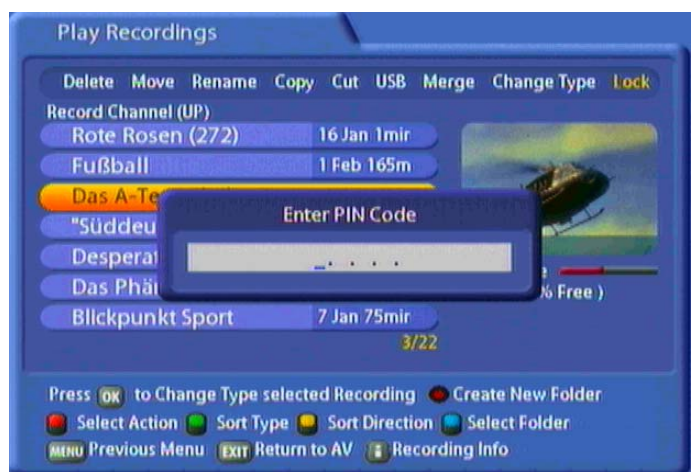 Play Recordings
Delete Move Rename Copy Cut USB Merge Change Type Lock
Record Channel (UP)
Rote Rosen (272) 16 Jan 1mir
Fußball 1 Feb 165m
Das A-Te
Enter PIN Code
"Süddeu
Desperat
Das Phän
% Free )
Blickpunkt Sport 7 Jan 75mir
3/22
Press OK to Change Type selected Recording Create New Folder
Select Action Sort Type Sort Direction Select Folder
MENU Previous Menu EXIT Return to AV i Recording Info